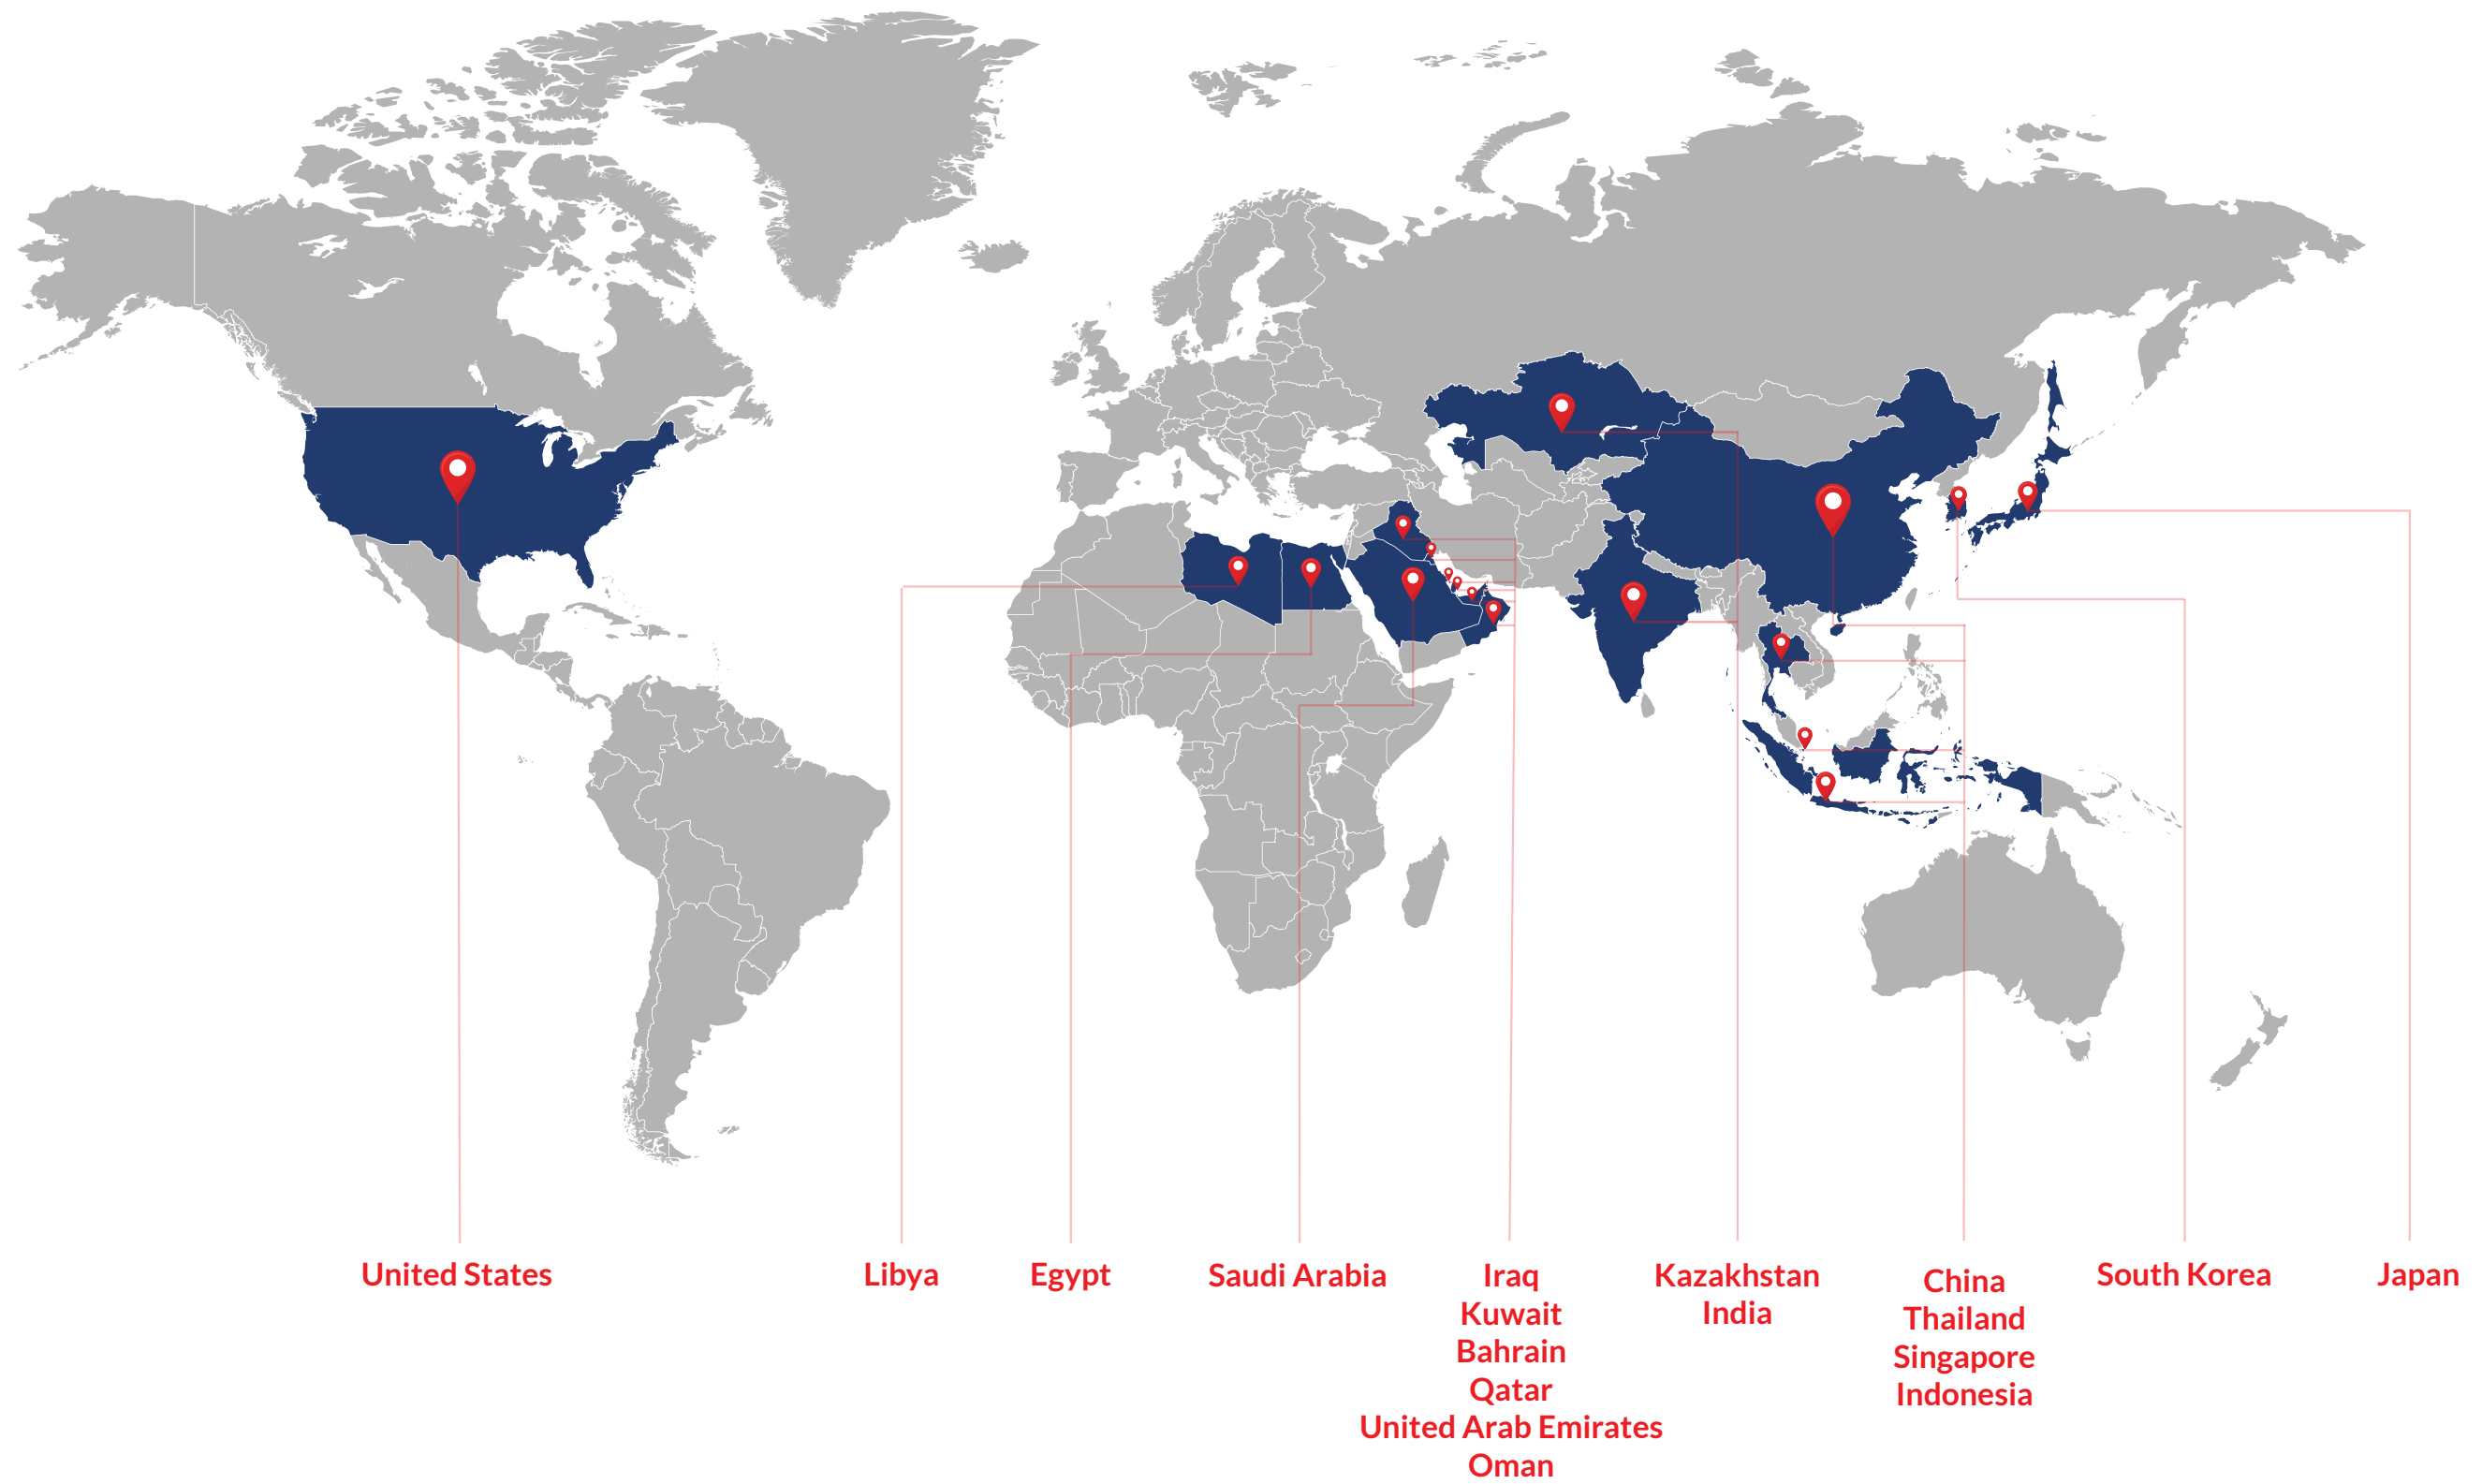 United States
Libya
Egypt
Saudi Arabia
Iraq
Kuwait
Bahrain
Qatar
United Arab Emirates
Oman
Kazakhstan
India
China
Thailand
Singapore
Indonesia
South Korea
Japan